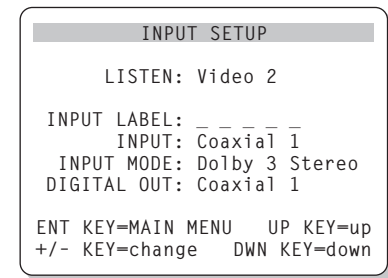 INPUT SETUP
LISTEN: Video 2
INPUT LABEL: _ _ _ _ _
INPUT: Coaxial 1
INPUT MODE: Dolby 3 Stereo
DIGITAL OUT: Coaxial 1
ENT KEY=MAIN MENU UP KEY=up
+/- KEY=change DWN KEY=down